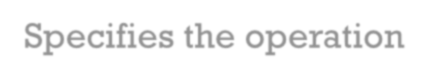 Specifies the operation